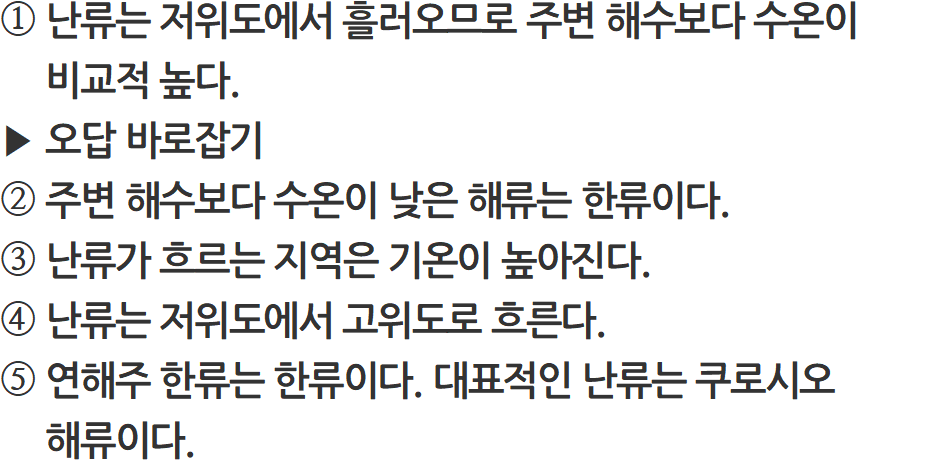 ① 난류는 저위도에서 흘러오므로 주변 해수보다 수온이
비교적 높다.
▶ 오답 바로잡기
② 주변 해수보다 수온이 낮은 해류는 한류이다.
③ 난류가 흐르는 지역은 기온이 높아진다.
④ 난류는 저위도에서 고위도로 흐른다.
⑤ 연해주 한류는 한류이다. 대표적인 난류는 쿠로시오
해류이다.